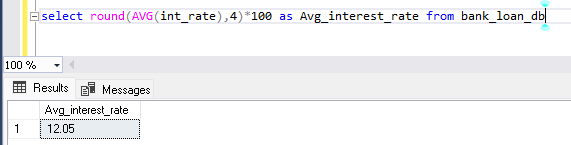 select round(AVG(int_rate),4)*100 as Avg_interest_rate from bank_loan_db
100 %
Results Messages
Avg_interest_rate
1 12.05